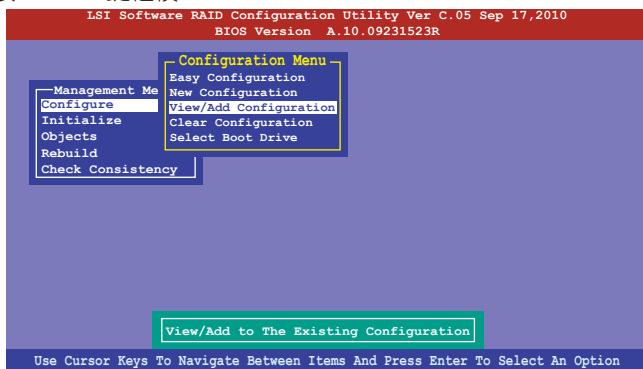 LSI Software RAID Configuration Utility Ver C.05 Sep 17,2010
BIOS Version A.10.09231523R
Configuration Menu
Easy Configuration
New Configuration
View/Add Configuration
Clear Configuration
Select Boot Drive
Management Me
Configure
Initialize
Objects
Rebuild
Check Consistency
View/Add to The Existing Configuration
Use Cursor Keys To Navigate Between Items And Press Enter To Select An Option